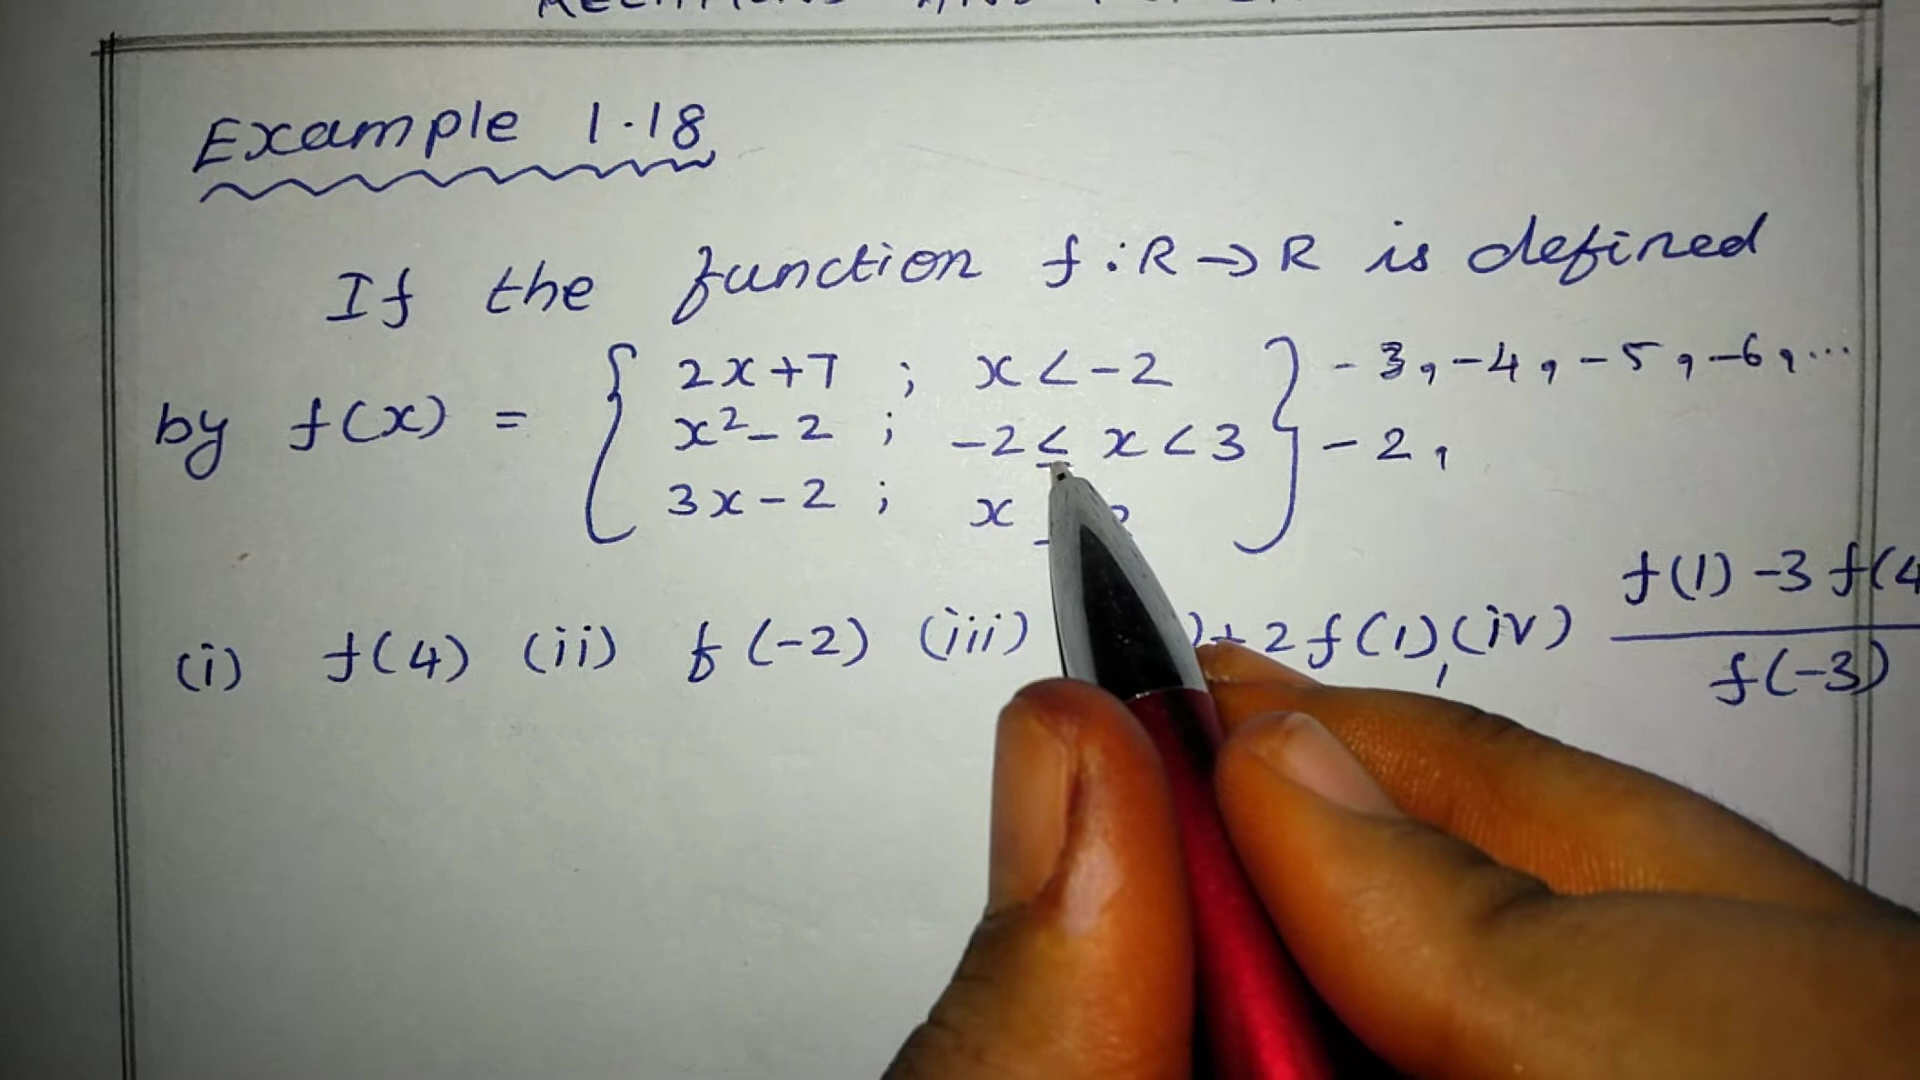 Example 1.18
If the function f:R→R is defined
by f(x) = { 2x+7 ; x<-2 } -3, -4, -5, -6, ...
x²-2 ; -2≤x<3 -2,
3x-2 ; x
f(1)-3f(4
(i) f(4) (ii) f(-2) (iii) )+2f(1), (iv)
f(-3)